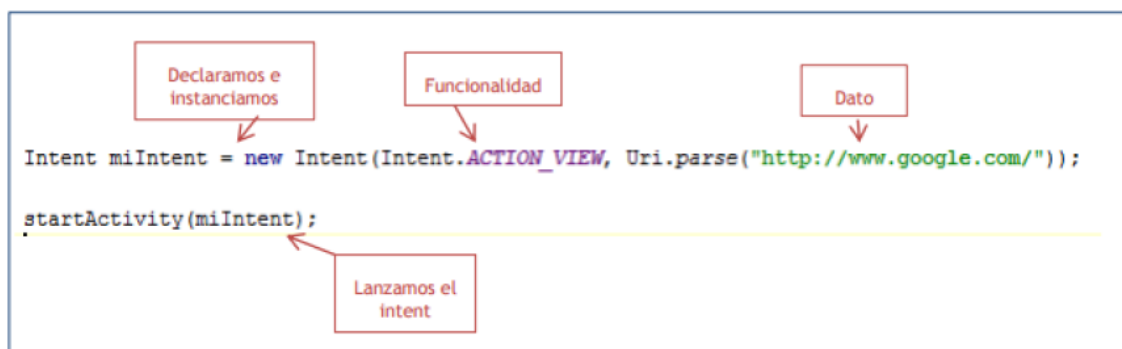 Declaramos e
instanciamos
Funcionalidad
Dato
Intent miIntent = new Intent(Intent.ACTION_VIEW, Uri.parse("http://www.google.com/"));
startActivity(miIntent);
Lanzamos el
intent